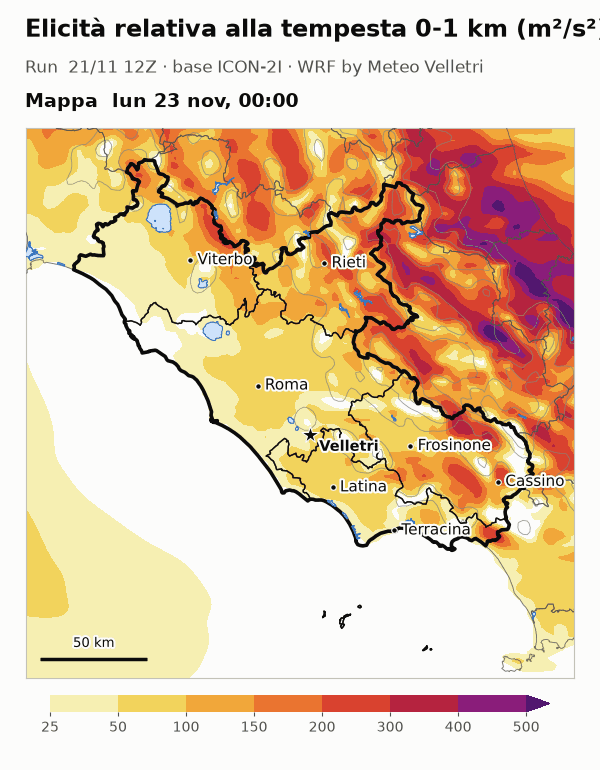 Elicità relativa alla tempesta 0-1 km (m²/s²)
Run 21/11 12Z · base ICON-2I · WRF by Meteo Velletri
Mappa lun 23 nov, 00:00
Viterbo
Rieti
Roma
Velletri
Frosinone
Latina
Cassino
Terracina
50 km
25 50 100 150 200 300 400 500